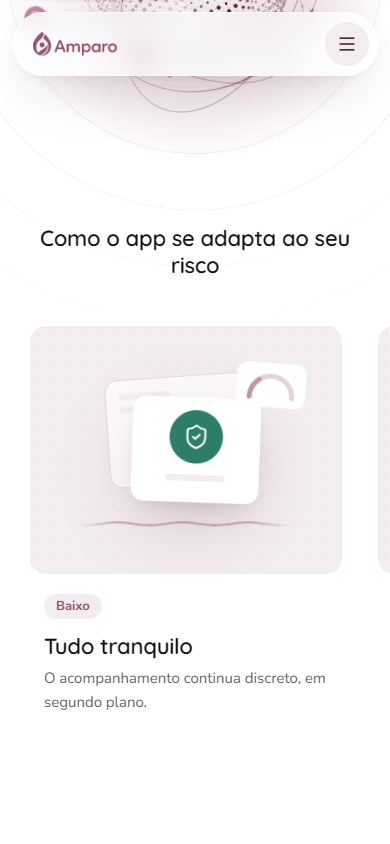 Amparo
Como o app se adapta ao seu
risco
Baixo
Tudo tranquilo
O acompanhamento continua discreto, em
segundo plano.